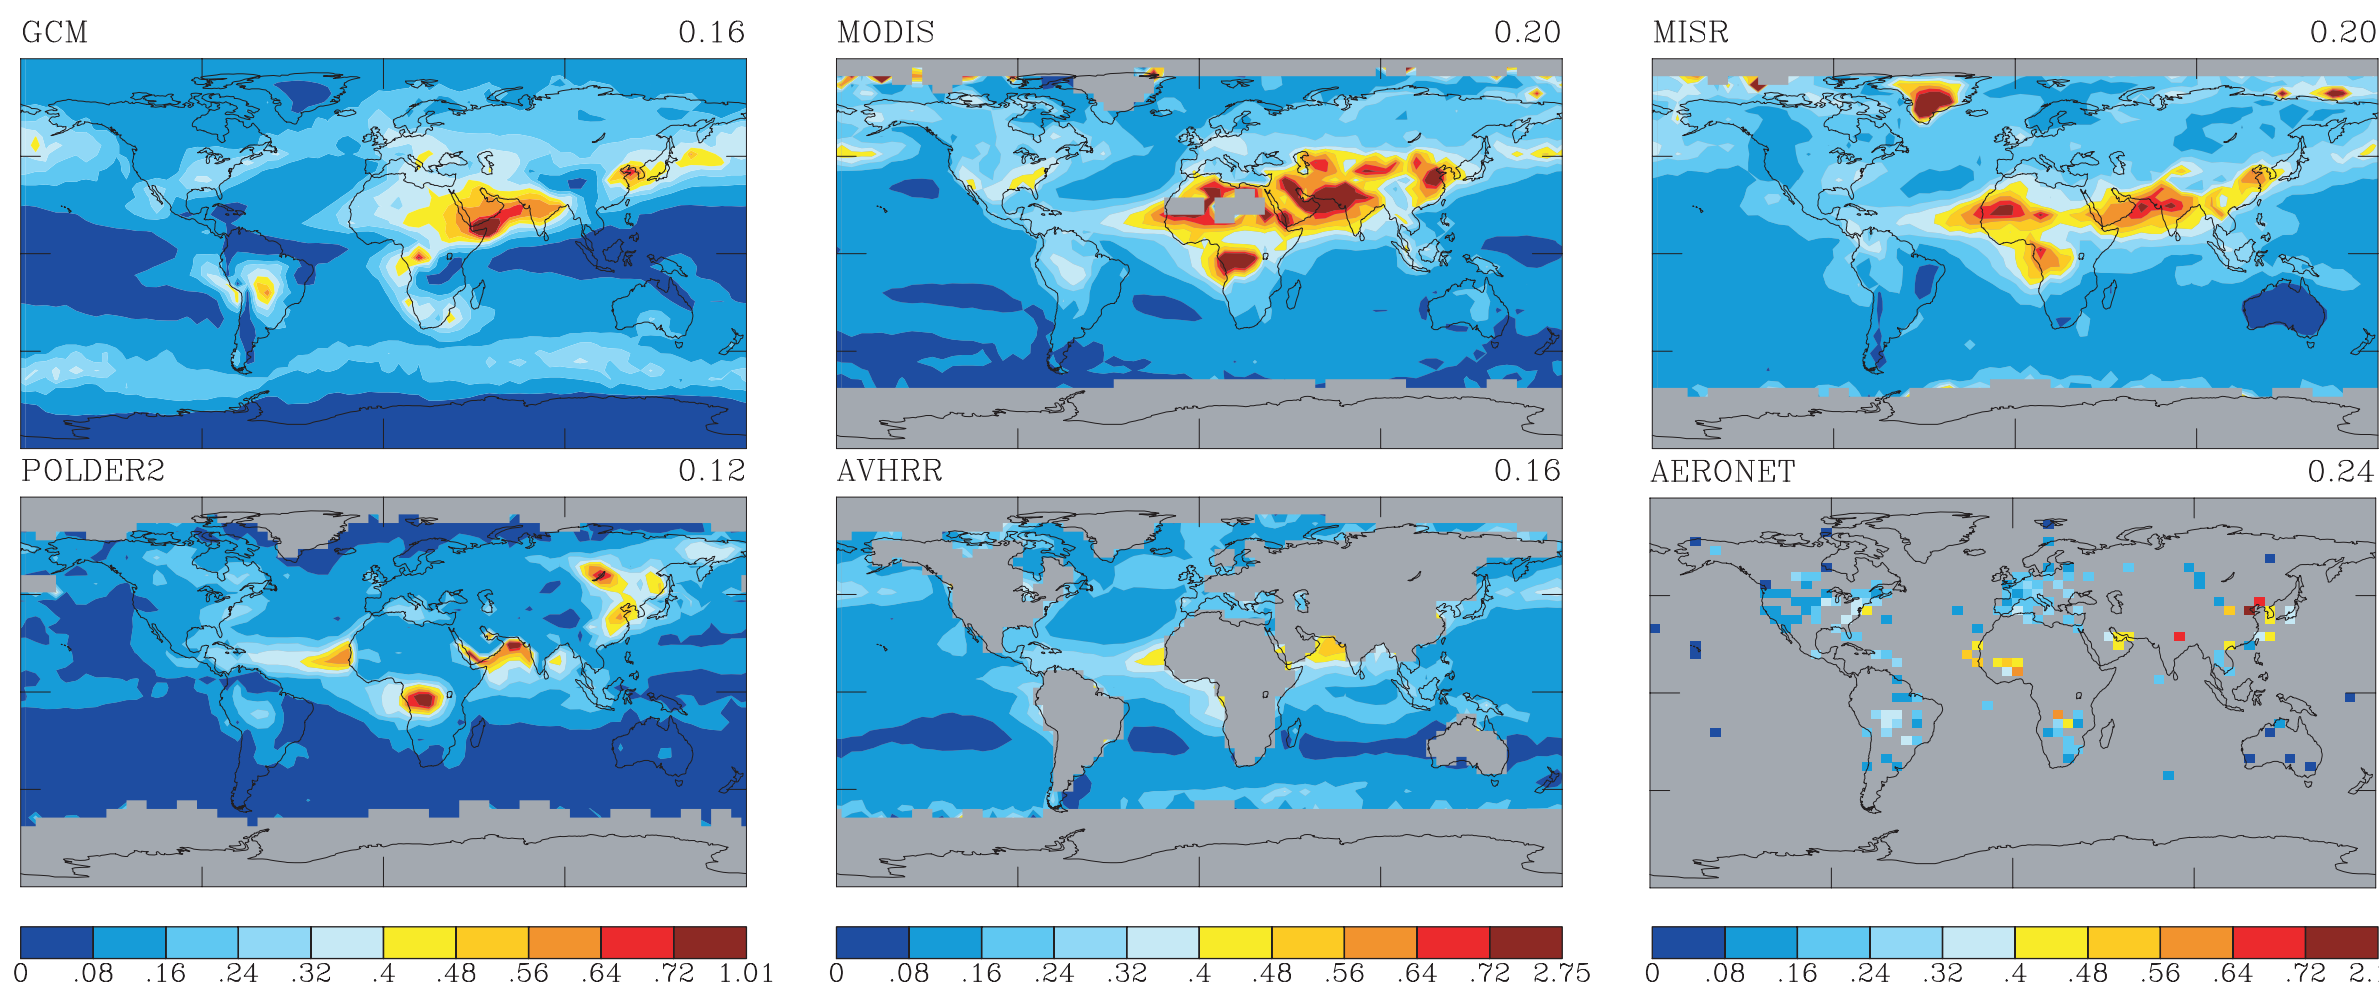 GCM 0.16
MODIS 0.20
MISR 0.20
POLDER2 0.12
AVHRR 0.16
AERONET 0.24
0 .08 .16 .24 .32 .4 .48 .56 .64 .72 1.01
0 .08 .16 .24 .32 .4 .48 .56 .64 .72 2.75
0 .08 .16 .24 .32 .4 .48 .56 .64 .72